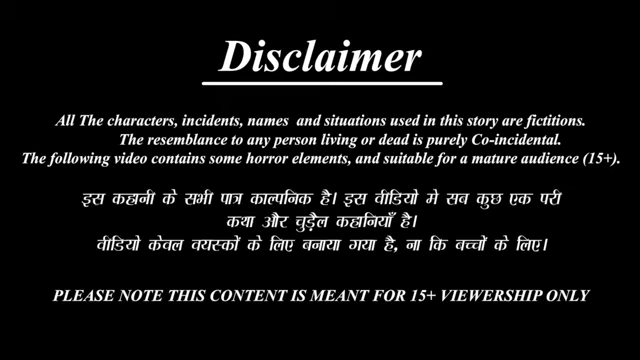 Disclaimer
All The characters, incidents, names and situations used in this story are fictitions.
The resemblance to any person living or dead is purely Co-incidental.
The following video contains some horror elements, and suitable for a mature audience (15+).
इस कहानी के सभी पात्र काल्पनिक है। इस वीडियो मे सब कुछ एक परी
कथा और चुड़ैल कहानियाँ है।
वीडियो केवल वयस्कों के लिए बनाया गया है, ना कि बच्चों के लिए।
PLEASE NOTE THIS CONTENT IS MEANT FOR 15+ VIEWERSHIP ONLY